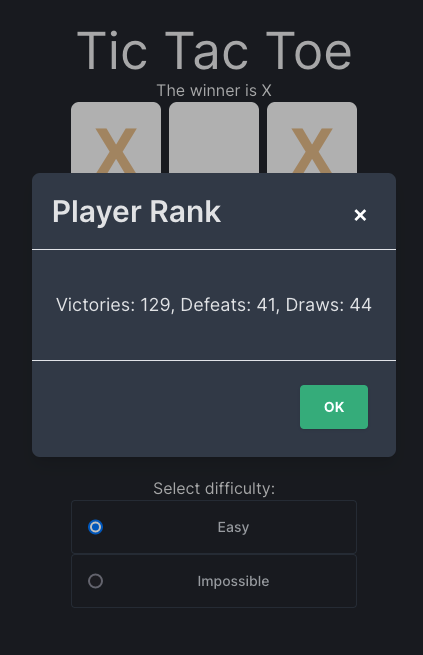 Tic Tac Toe
The winner is X
X X
Player Rank
×
Victories: 129, Defeats: 41, Draws: 44
OK
Select difficulty:
Easy
Impossible